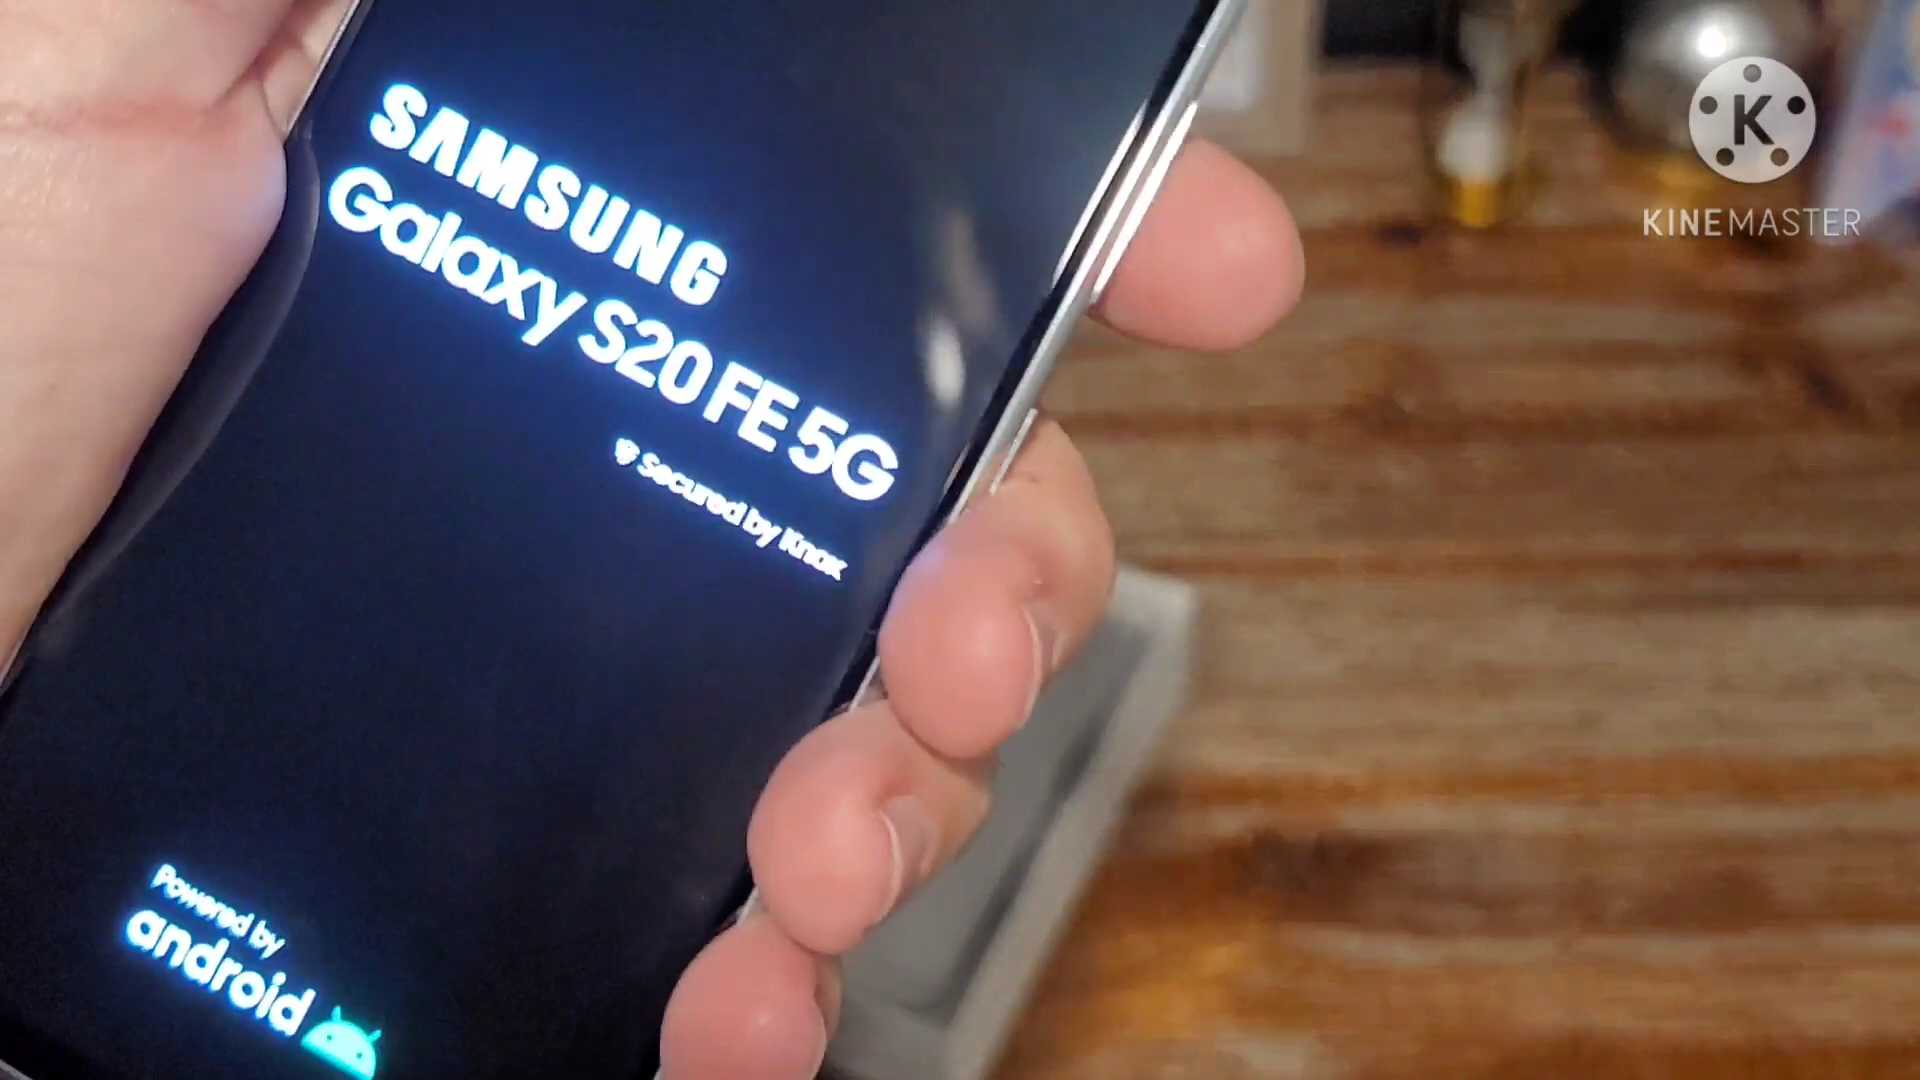 SAMSUNG
Galaxy S20 FE 5G
Secured by Knox
Powered by
android
K
KINEMASTER